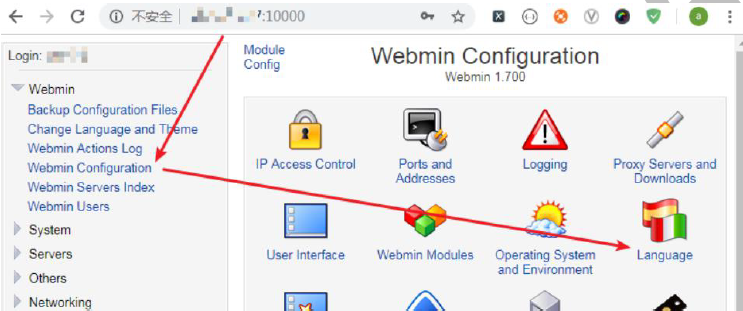 不安全
:10000
Module
Config
Webmin Configuration
Webmin 1.700
Login:
Webmin
Backup Configuration Files
Change Language and Theme
Webmin Actions Log
Webmin Configuration
Webmin Servers Index
Webmin Users
System
Servers
Others
Networking
IP Access Control
Ports and
Addresses
Logging
Proxy Servers and
Downloads
User Interface
Webmin Modules
Operating System
and Environment
Language
a